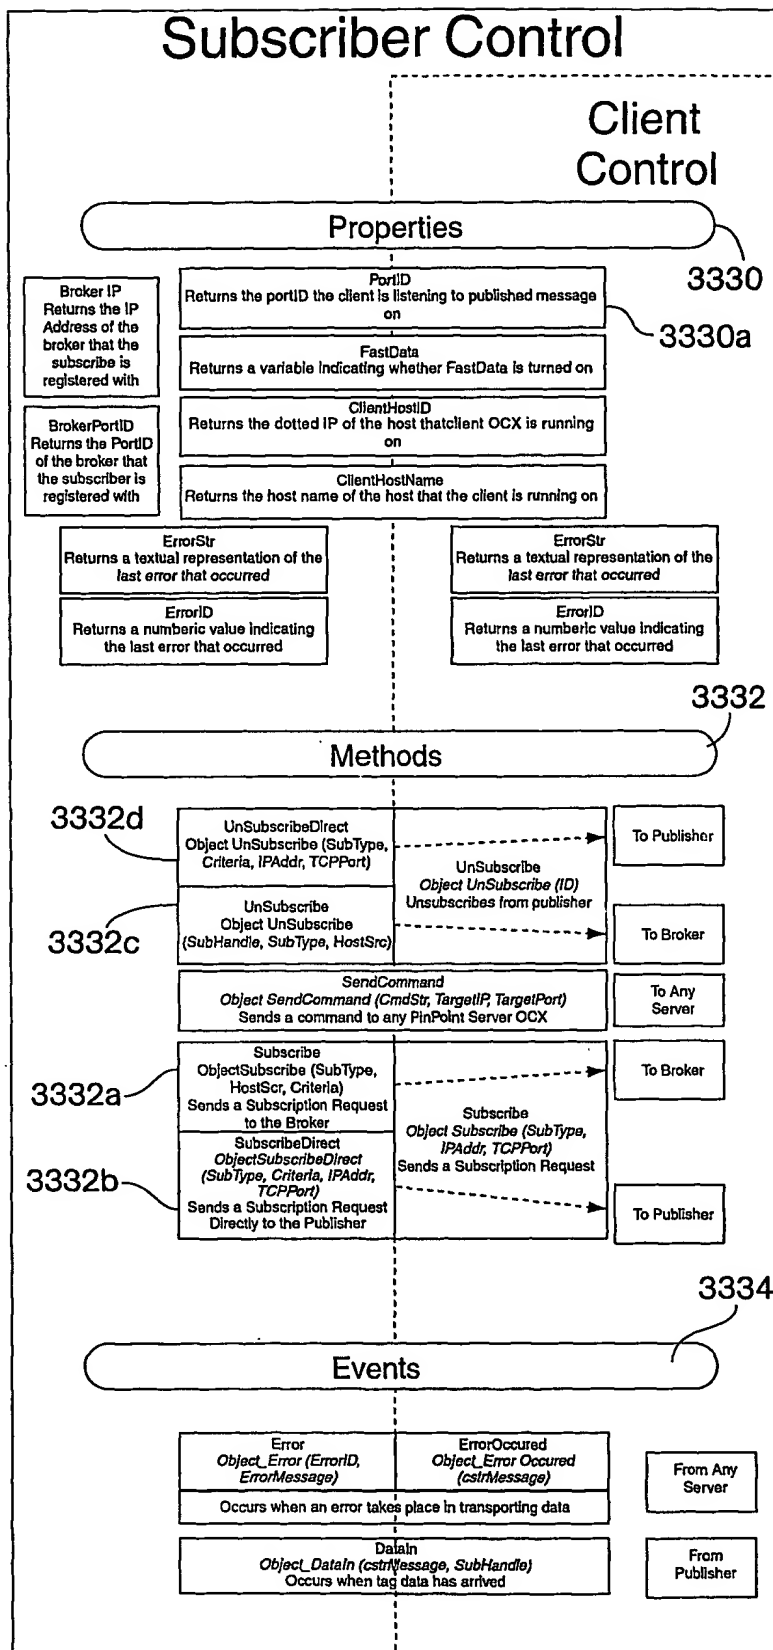 Subscriber Control
Client
Control
Properties
3330
Broker IP
Returns the IP
Address of the
broker that the
subscribe is
registered with
PortID
Returns the portID the client is listening to published message
on
3330a
FastData
Returns a variable indicating whether FastData is turned on
BrokerPortID
Returns the PortID
of the broker that
the subscriber is
registered with
ClientHostID
Returns the dotted IP of the host thatclient OCX is running
on
ClientHostName
Returns the host name of the host that the client is running on
ErrorStr
Returns a textual representation of the
last error that occurred
ErrorStr
Returns a textual representation of the
last error that occurred
ErrorID
Returns a numberic value indicating
the last error that occurred
ErrorID
Returns a numberic value indicating
the last error that occurred
3332
Methods
3332d
UnSubscribeDirect
Object UnSubscribe (SubType,
Criteria, IPAddr, TCPPort)
To Publisher
UnSubscribe
Object UnSubscribe (ID)
Unsubscribes from publisher
3332c
UnSubscribe
Object UnSubscribe
(SubHandle, SubType, HostSrc)
To Broker
SendCommand
Object SendCommand (CmdStr, TargetIP, TargetPort)
Sends a command to any PinPoint Server OCX
To Any
Server
3332a
Subscribe
ObjectSubscribe (SubType,
HostScr, Criteria)
Sends a Subscription Request
to the Broker
To Broker
Subscribe
Object Subscribe (SubType,
IPAddr, TCPPort)
Sends a Subscription Request
3332b
SubscribeDirect
ObjectSubscribeDirect
(SubType, Criteria, IPAddr,
TCPPort)
Sends a Subscription Request
Directly to the Publisher
To Publisher
3334
Events
Error
Object_Error (ErrorID,
ErrorMessage)
ErrorOccured
Object_Error Occured
(cstrMessage)
Occurs when an error takes place in transporting data
From Any
Server
DataIn
Object_DataIn (cstrMessage, SubHandle)
Occurs when tag data has arrived
From
Publisher